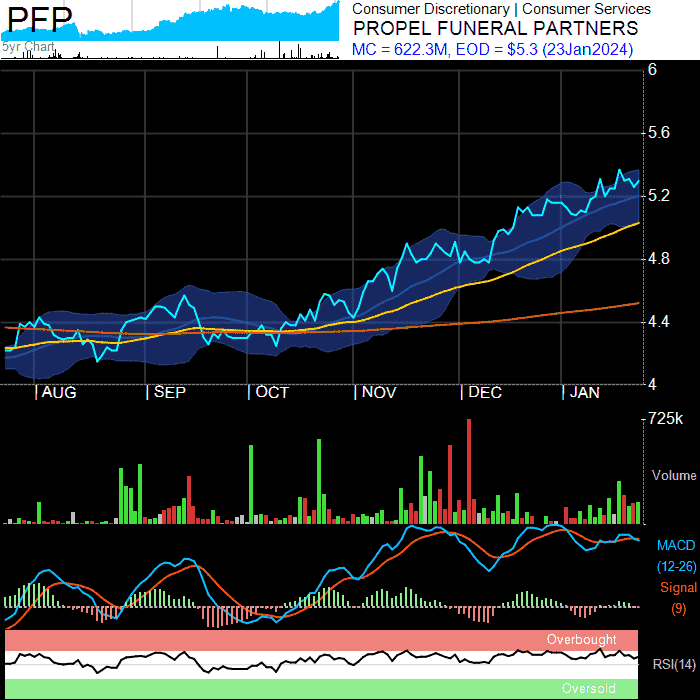 PFP
5yr Chart
Consumer Discretionary | Consumer Services
PROPEL FUNERAL PARTNERS
MC = 622.3M, EOD = $5.3 (23Jan2024)
6
5.6
5.2
4.8
4.4
4
| AUG | SEP | OCT | NOV | DEC | JAN
725k
Volume
MACD
(12-26)
Signal
(9)
Overbought
RSI(14)
Oversold